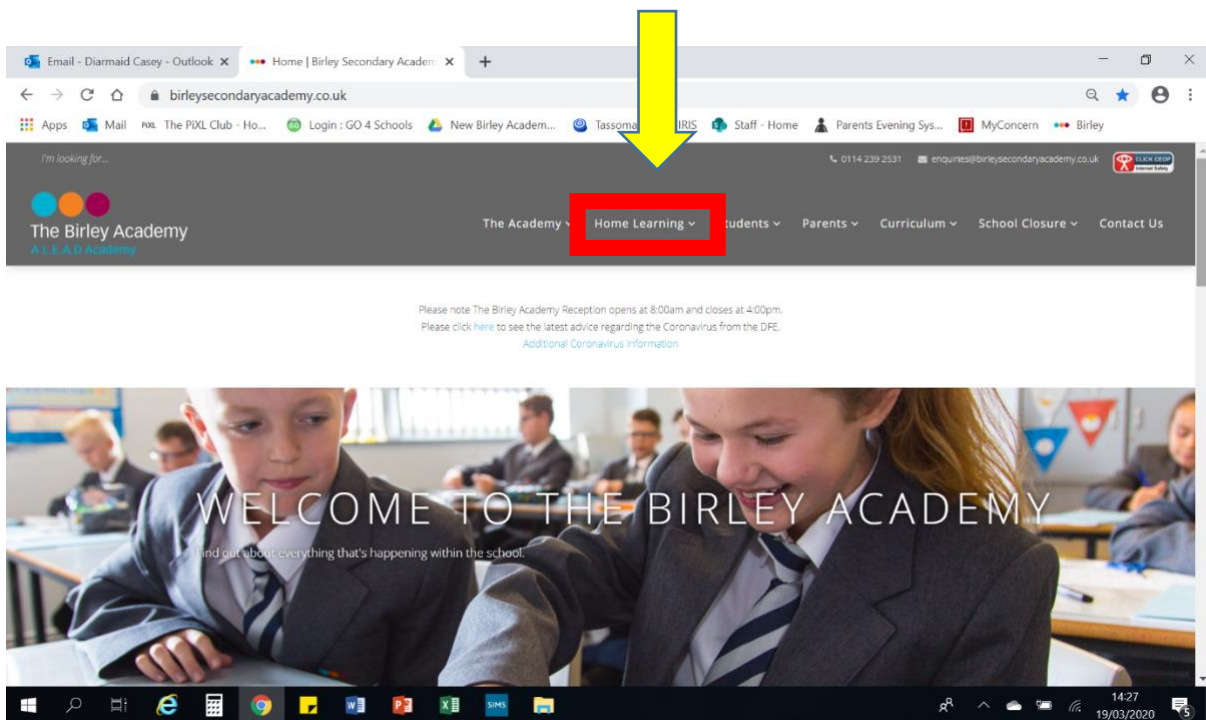 Email - Diarmaid Casey - Outlook
Home | Birley Secondary Academ
birleysecondaryacademy.co.uk
Apps Mail PiXL The PiXL Club - Ho... Login : GO 4 Schools New Birley Academ... Tassoma IRIS Staff - Home Parents Evening Sys... MyConcern Birley
I'm looking for...
0114 239 2531 enquiries@birleysecondaryacademy.co.uk CLICK CEOP Internet Safety
The Birley Academy
A L.E.A.D Academy
The Academy Home Learning tudents Parents Curriculum School Closure Contact Us
Please note The Birley Academy Reception opens at 8:00am and closes at 4:00pm.
Please click here to see the latest advice regarding the Coronavirus from the DFE.
Additional Coronavirus Information
WELCOME TO THE BIRLEY ACADEMY
Find out about everything that's happening within the school.
SIMS
14:27
19/03/2020
5